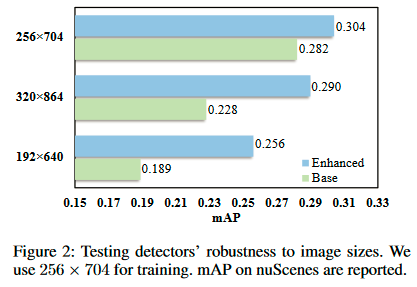 256×704
0.304
0.282
320×864
0.290
0.228
192×640
0.256
0.189
Enhanced
Base
0.15 0.17 0.19 0.21 0.23 0.25 0.27 0.29 0.31 0.33
mAP
Figure 2: Testing detectors’ robustness to image sizes. We
use 256 × 704 for training. mAP on nuScenes are reported.